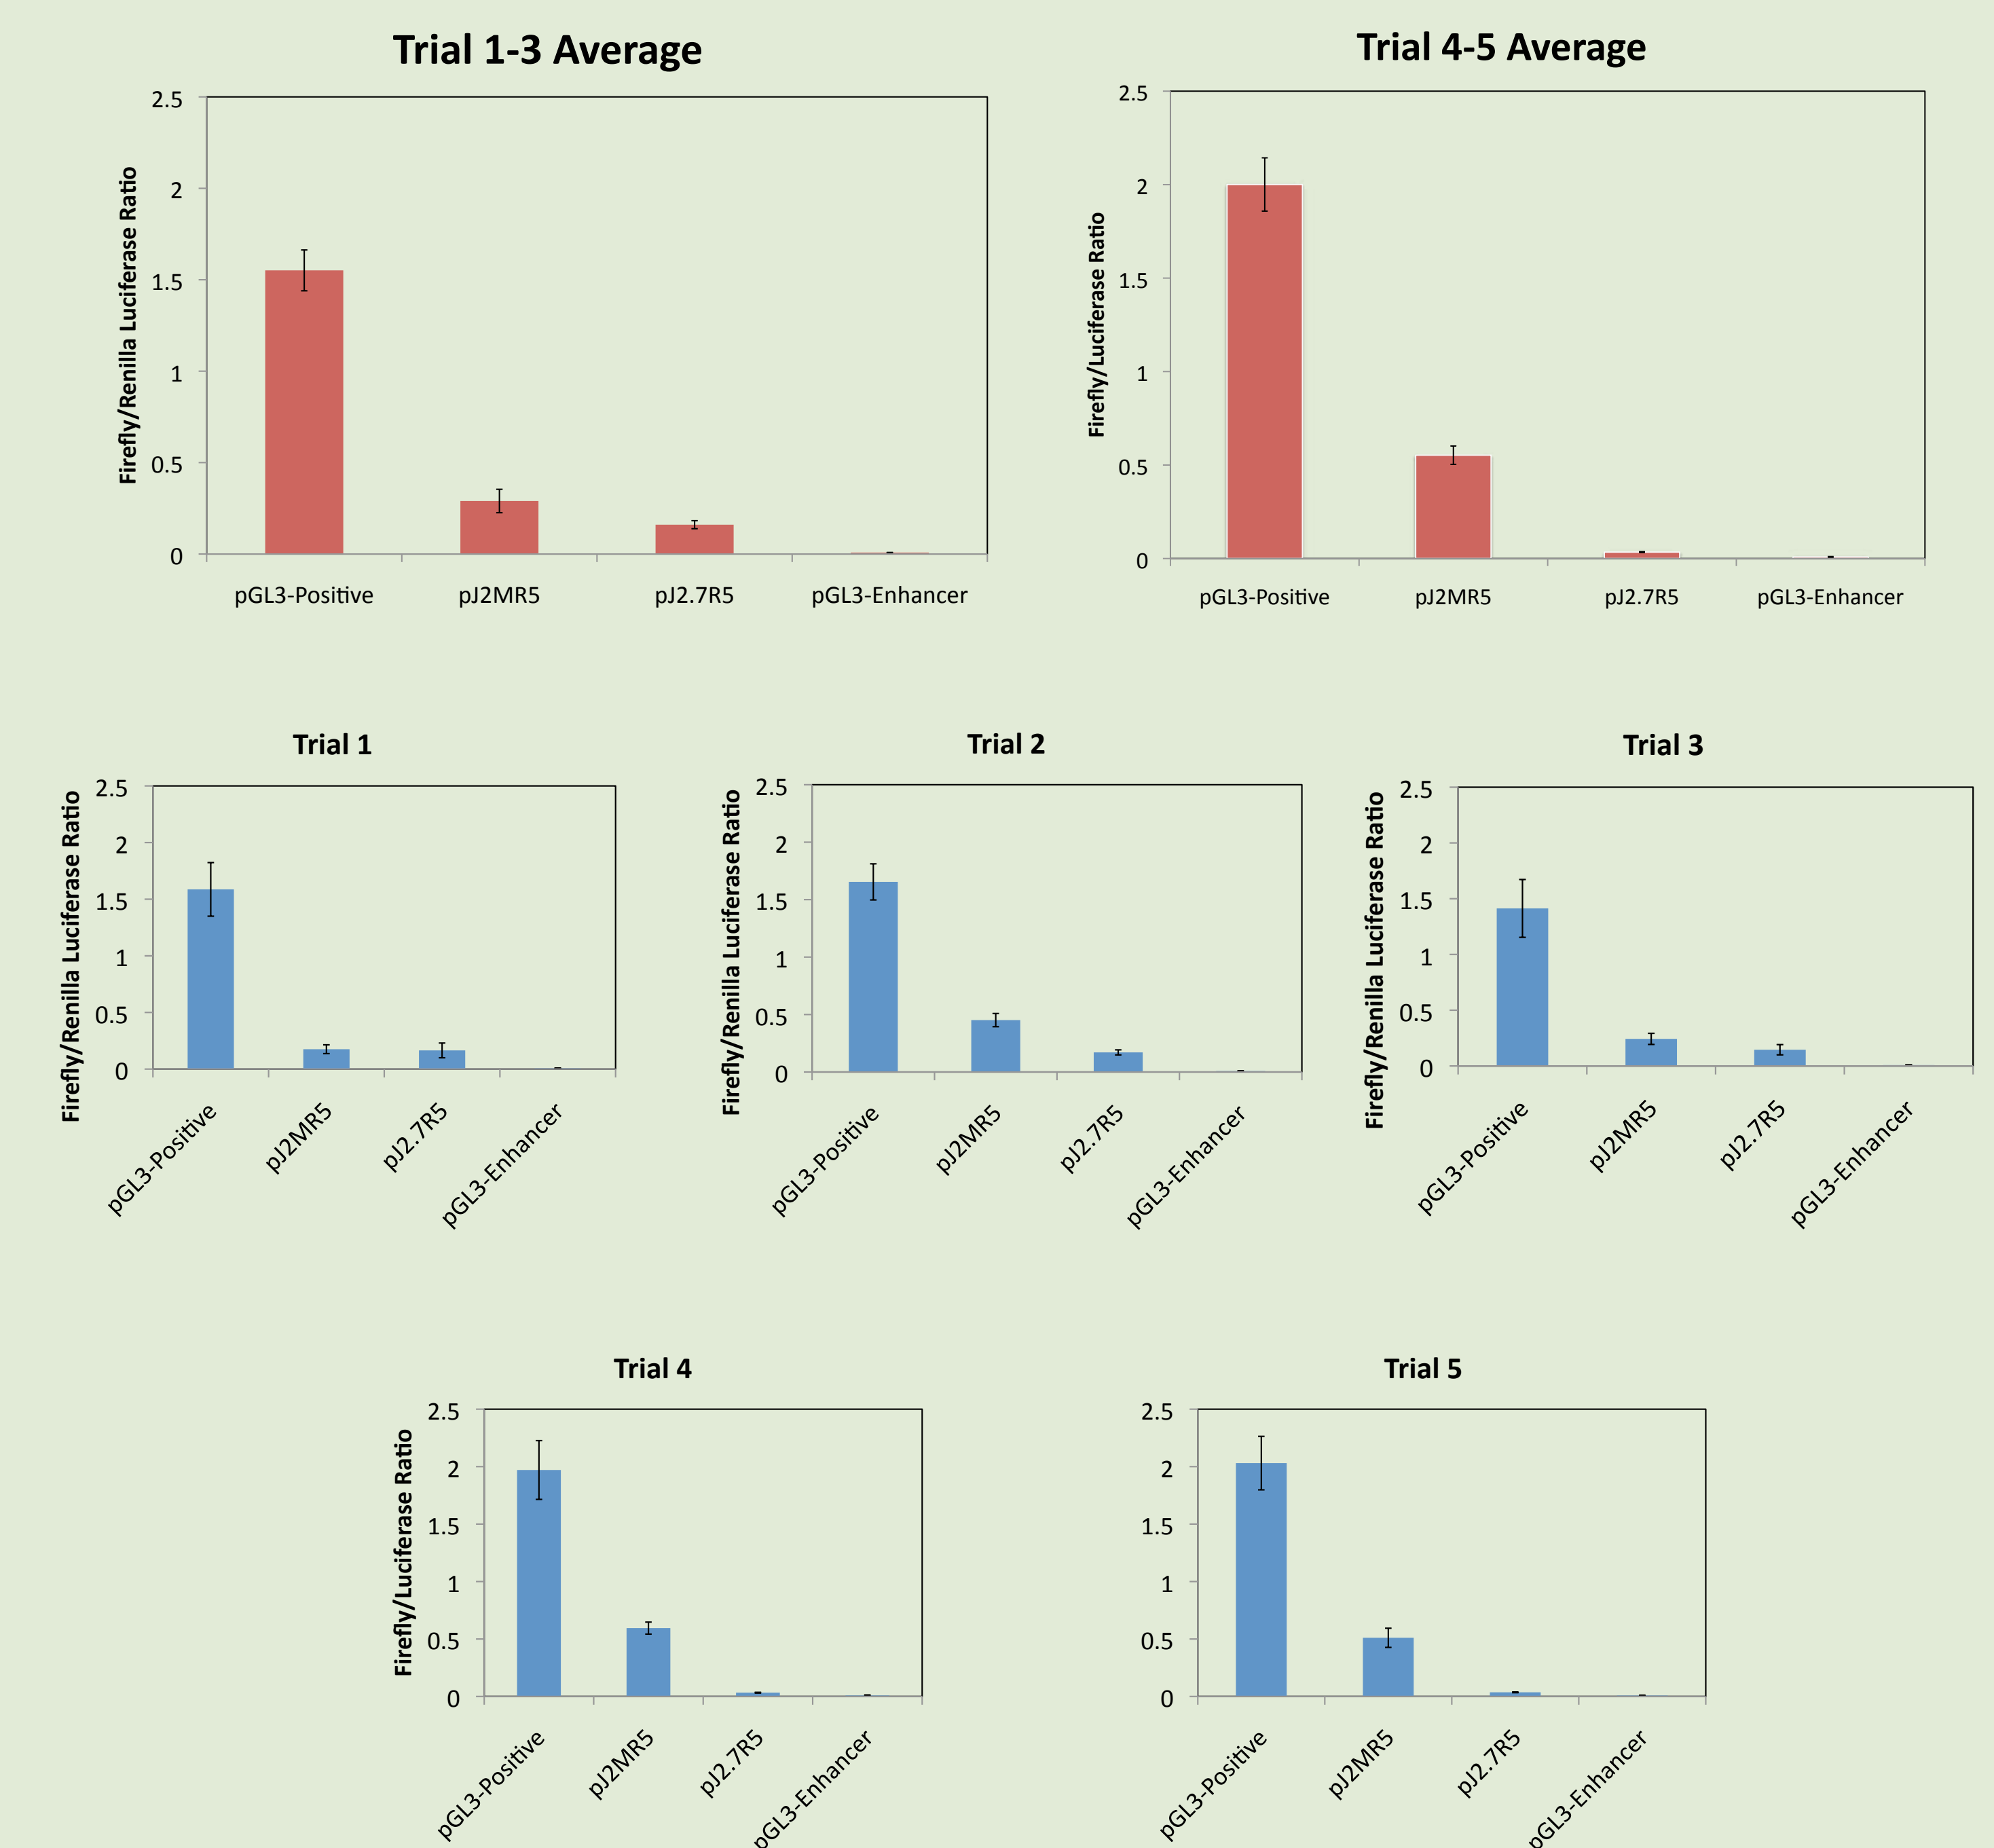 Trial 1-3 Average
Firefly/Renilla Luciferase Ratio
2.5
2
1.5
1
0.5
0
pGL3-Positive pJ2MR5 pJ2.7R5 pGL3-Enhancer
Trial 4-5 Average
Firefly/Luciferase Ratio
2.5
2
1.5
1
0.5
0
pGL3-Positive pJ2MR5 pJ2.7R5 pGL3-Enhancer
Trial 1
Firefly/Renilla Luciferase Ratio
2.5
2
1.5
1
0.5
0
pGL3-Positive
pJ2MR5
pJ2.7R5
pGL3-Enhancer
Trial 2
Firefly/Renilla Luciferase Ratio
2.5
2
1.5
1
0.5
0
pGL3-Positive
pJ2MR5
pJ2.7R5
pGL3-Enhancer
Trial 3
Firefly/Renilla Luciferase Ratio
2.5
2
1.5
1
0.5
0
pGL3-Positive
pJ2MR5
pJ2.7R5
pGL3-Enhancer
Trial 4
Firefly/Luciferase Ratio
2.5
2
1.5
1
0.5
0
pGL3-Positive
pJ2MR5
pJ2.7R5
pGL3-Enhancer
Trial 5
2.5
2
1.5
1
0.5
0
pGL3-Positive
pJ2MR5
pJ2.7R5
pGL3-Enhancer